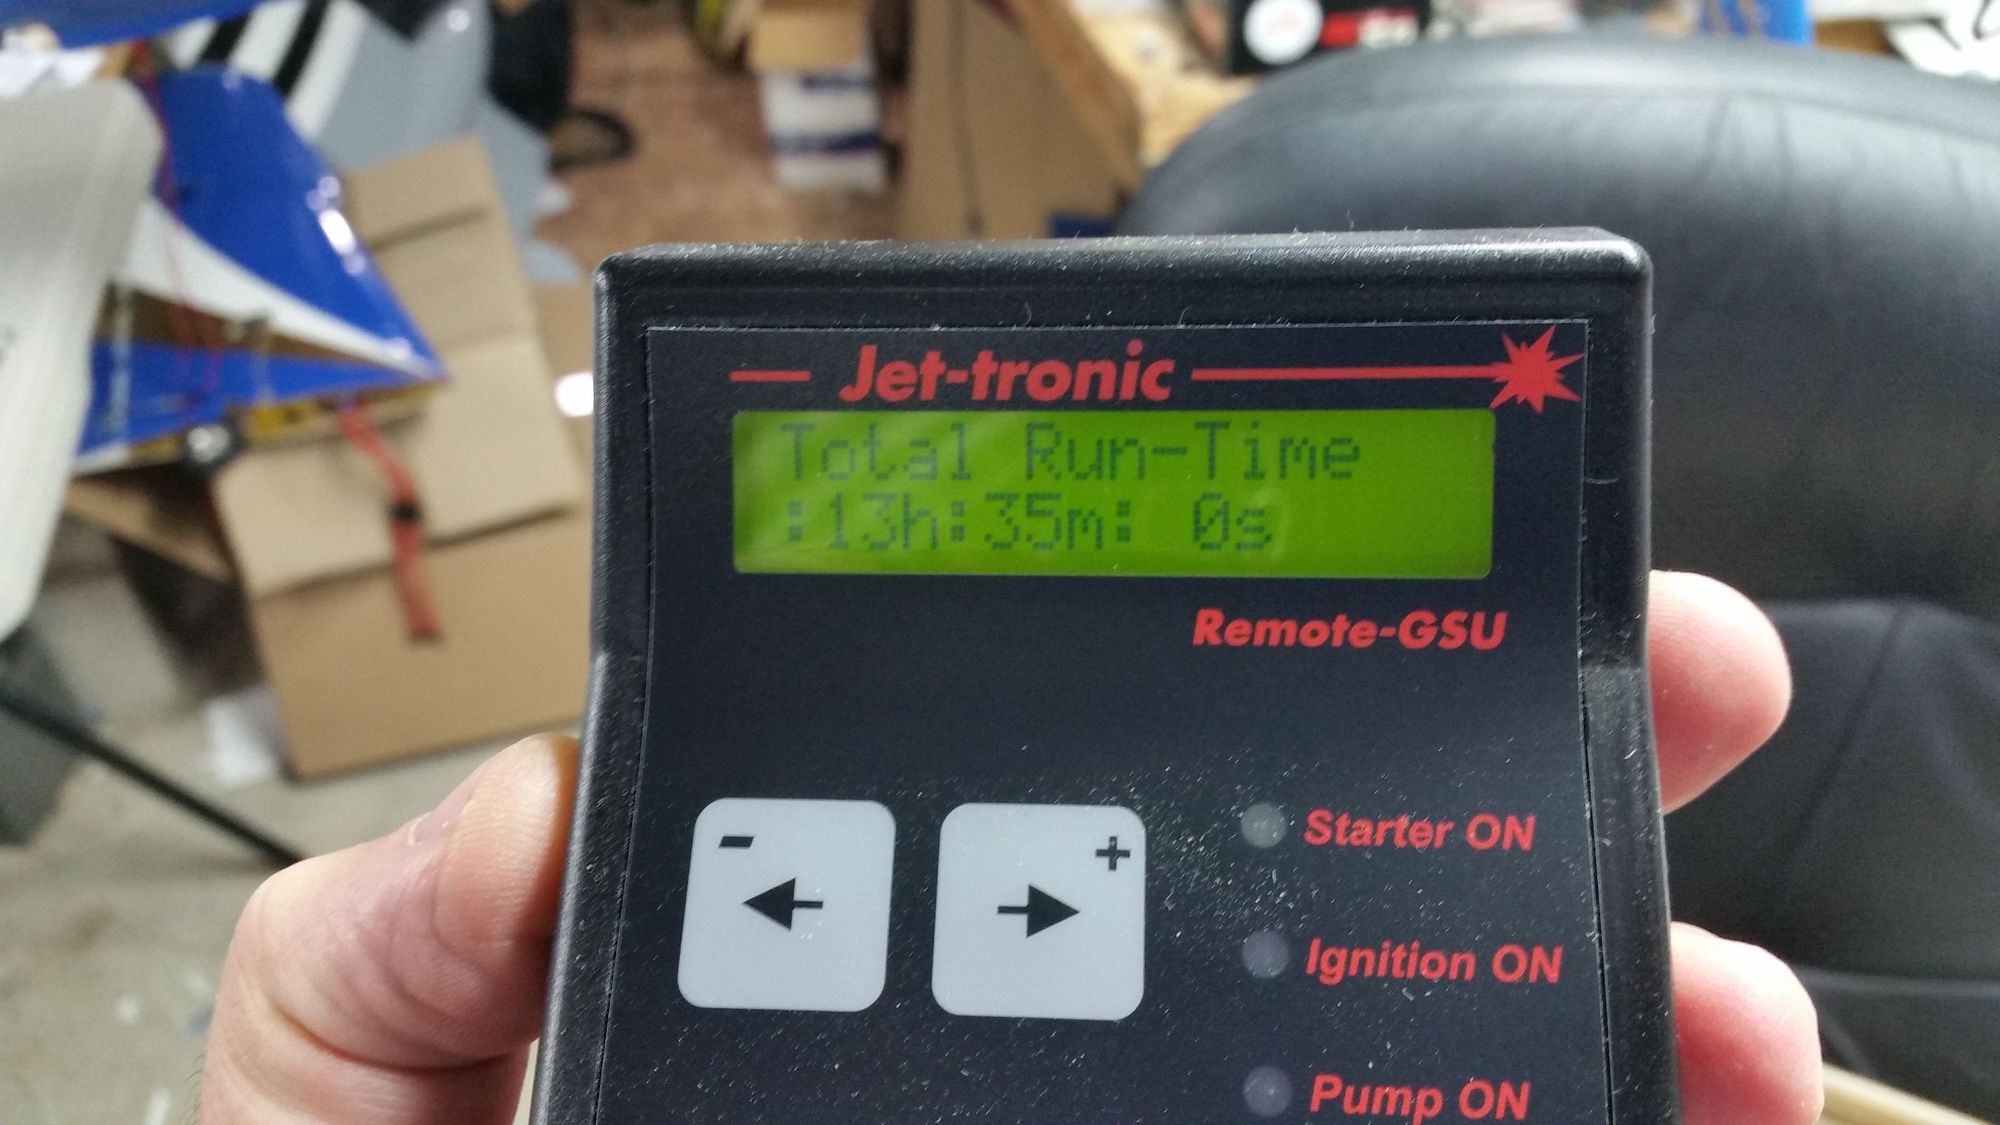 Jet-tronic
Total Run-Time
:13h:35m: 0s
Remote-GSU
-
+
Starter ON
Ignition ON
Pump ON